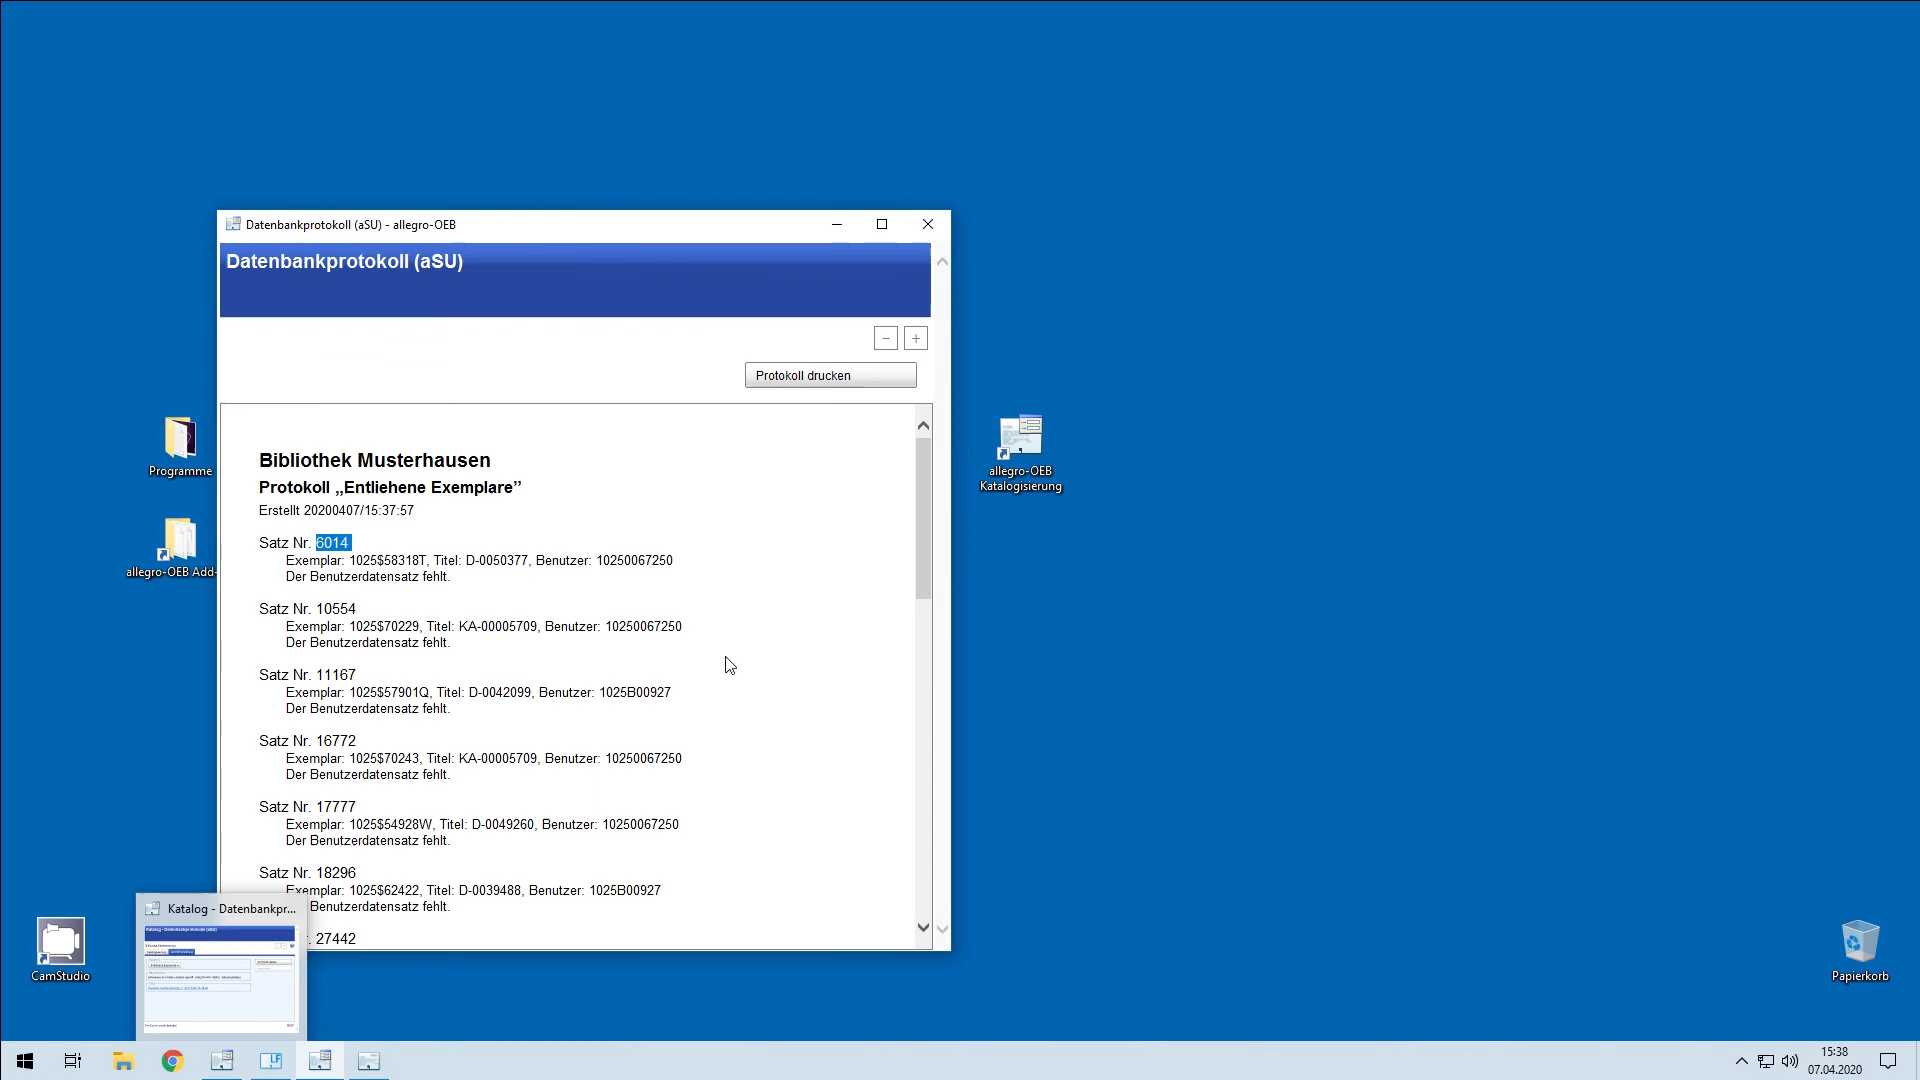 Datenbankprotokoll (aSU) - allegro-OEB
Datenbankprotokoll (aSU)
Protokoll drucken
Bibliothek Musterhausen
Protokoll „Entliehene Exemplare”
Erstellt 20200407/15:37:57
Satz Nr. 6014
Exemplar: 1025$58318T, Titel: D-0050377, Benutzer: 10250067250
Der Benutzerdatensatz fehlt.
Satz Nr. 10554
Exemplar: 1025$70229, Titel: KA-00005709, Benutzer: 10250067250
Der Benutzerdatensatz fehlt.
Satz Nr. 11167
Exemplar: 1025$57901Q, Titel: D-0042099, Benutzer: 1025B00927
Der Benutzerdatensatz fehlt.
Satz Nr. 16772
Exemplar: 1025$70243, Titel: KA-00005709, Benutzer: 10250067250
Der Benutzerdatensatz fehlt.
Satz Nr. 17777
Exemplar: 1025$54928W, Titel: D-0049260, Benutzer: 10250067250
Der Benutzerdatensatz fehlt.
Satz Nr. 18296
Exemplar: 1025$62422, Titel: D-0039488, Benutzer: 1025B00927
Benutzerdatensatz fehlt.
. 27442
Programme
allegro-OEB Add-
allegro-OEB
Katalogisierung
CamStudio
Papierkorb
Katalog - Datenbankpr...
Katalog - Datenbankprotokolle (aSU)
LF
15:38
07.04.2020